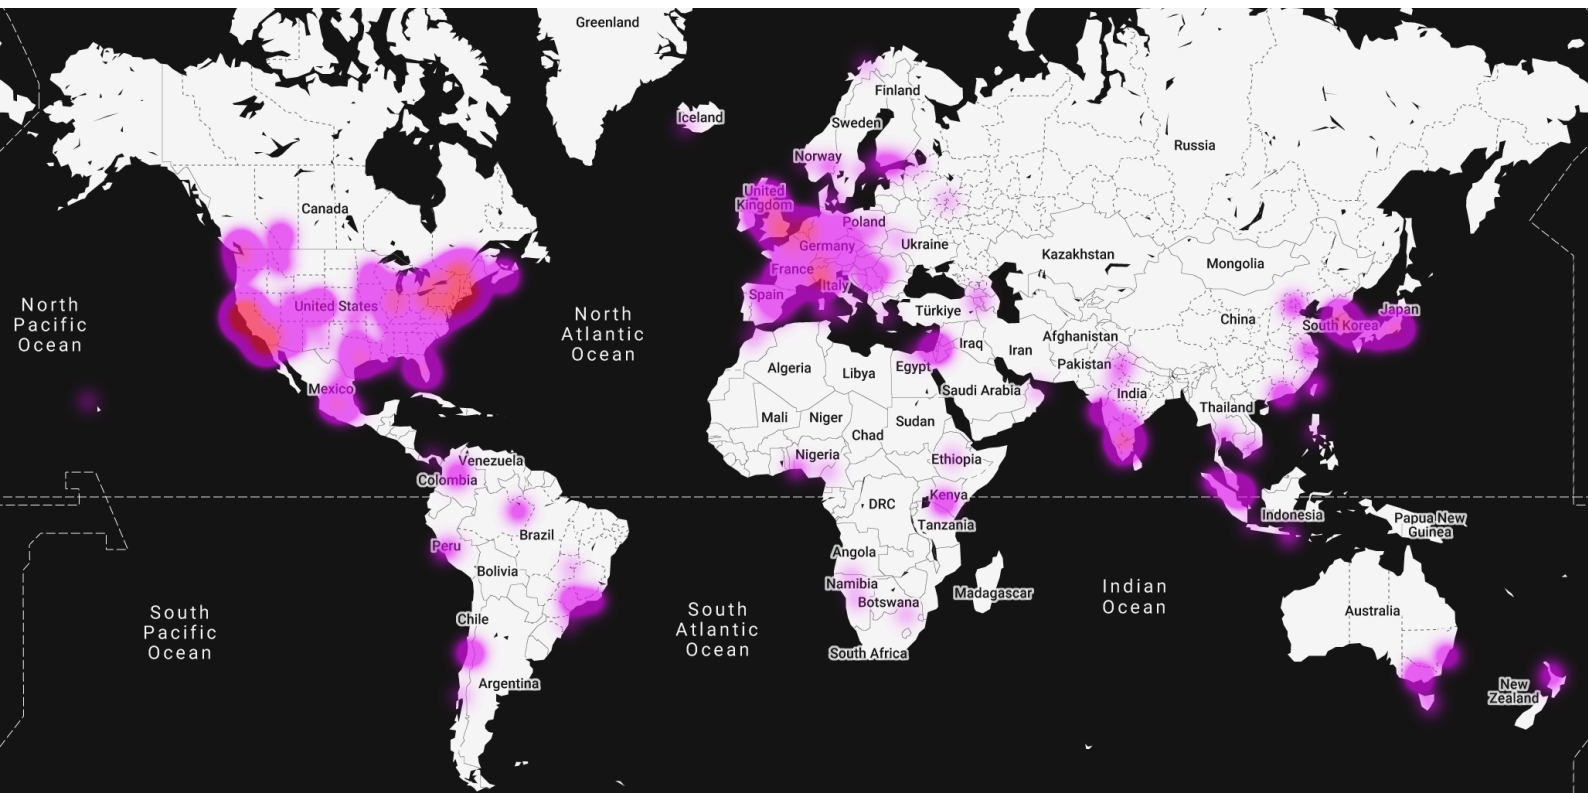 Greenland
Iceland
Finland
Sweden
Norway
Russia
United
Kingdom
Canada
Poland
Germany
Ukraine
Kazakhstan
Mongolia
France
Italy
Spain
United States
North
Pacific
Ocean
North
Atlantic
Ocean
Türkiye
China
South Korea
Japan
Iraq
Iran
Afghanistan
Pakistan
Algeria
Libya
Egypt
Saudi Arabia
India
Mexico
Thailand
Mali
Niger
Chad
Sudan
Nigeria
Ethiopia
Venezuela
Colombia
Kenya
DRC
Tanzania
Indonesia
Papua New
Guinea
Brazil
Peru
Bolivia
Angola
Namibia
Botswana
Madagascar
Indian
Ocean
Australia
Chile
South
Pacific
Ocean
South
Atlantic
Ocean
South Africa
Argentina
New
Zealand